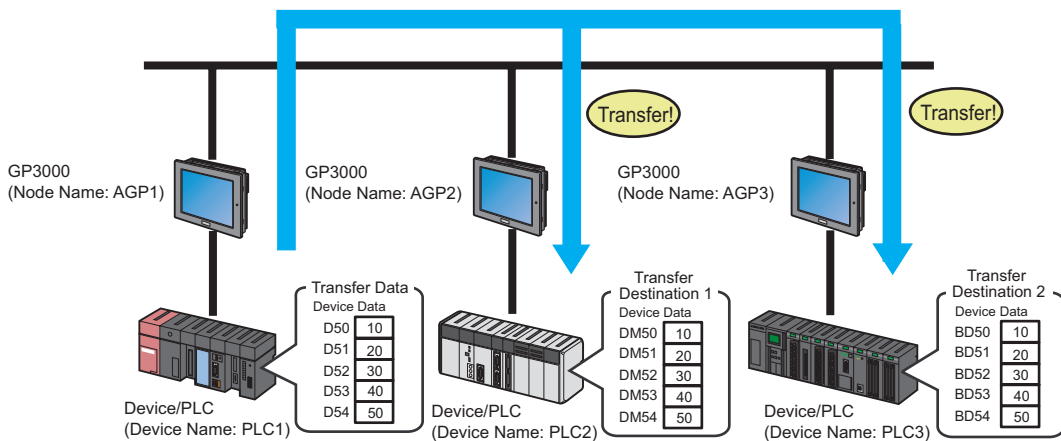 Transfer!
Transfer!
GP3000
(Node Name: AGP1)
GP3000
(Node Name: AGP2)
GP3000
(Node Name: AGP3)
Transfer Data
Device Data
D50 10
D51 20
D52 30
D53 40
D54 50
Device/PLC
(Device Name: PLC1)
Transfer
Destination 1
Device Data
DM50 10
DM51 20
DM52 30
DM53 40
DM54 50
Device/PLC
(Device Name: PLC2)
Transfer
Destination 2
Device Data
BD50 10
BD51 20
BD52 30
BD53 40
BD54 50
Device/PLC
(Device Name: PLC3)